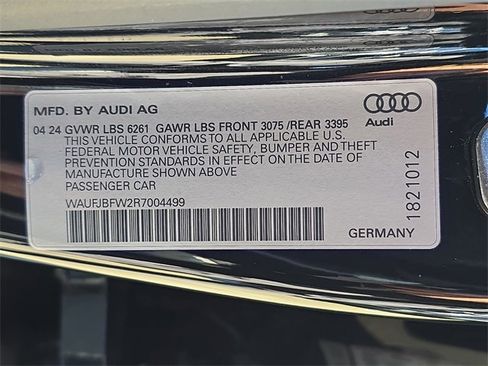 MFD. BY AUDI AG
04 24 GVWR LBS 6261 GAWR LBS FRONT 3075 /REAR 3395
THIS VEHICLE CONFORMS TO ALL APPLICABLE U.S.
FEDERAL MOTOR VEHICLE SAFETY, BUMPER AND THEFT
PREVENTION STANDARDS IN EFFECT ON THE DATE OF
MANUFACTURE SHOWN ABOVE
PASSENGER CAR
WAUFJBFW2R7004499
Audi
1821012
GERMANY